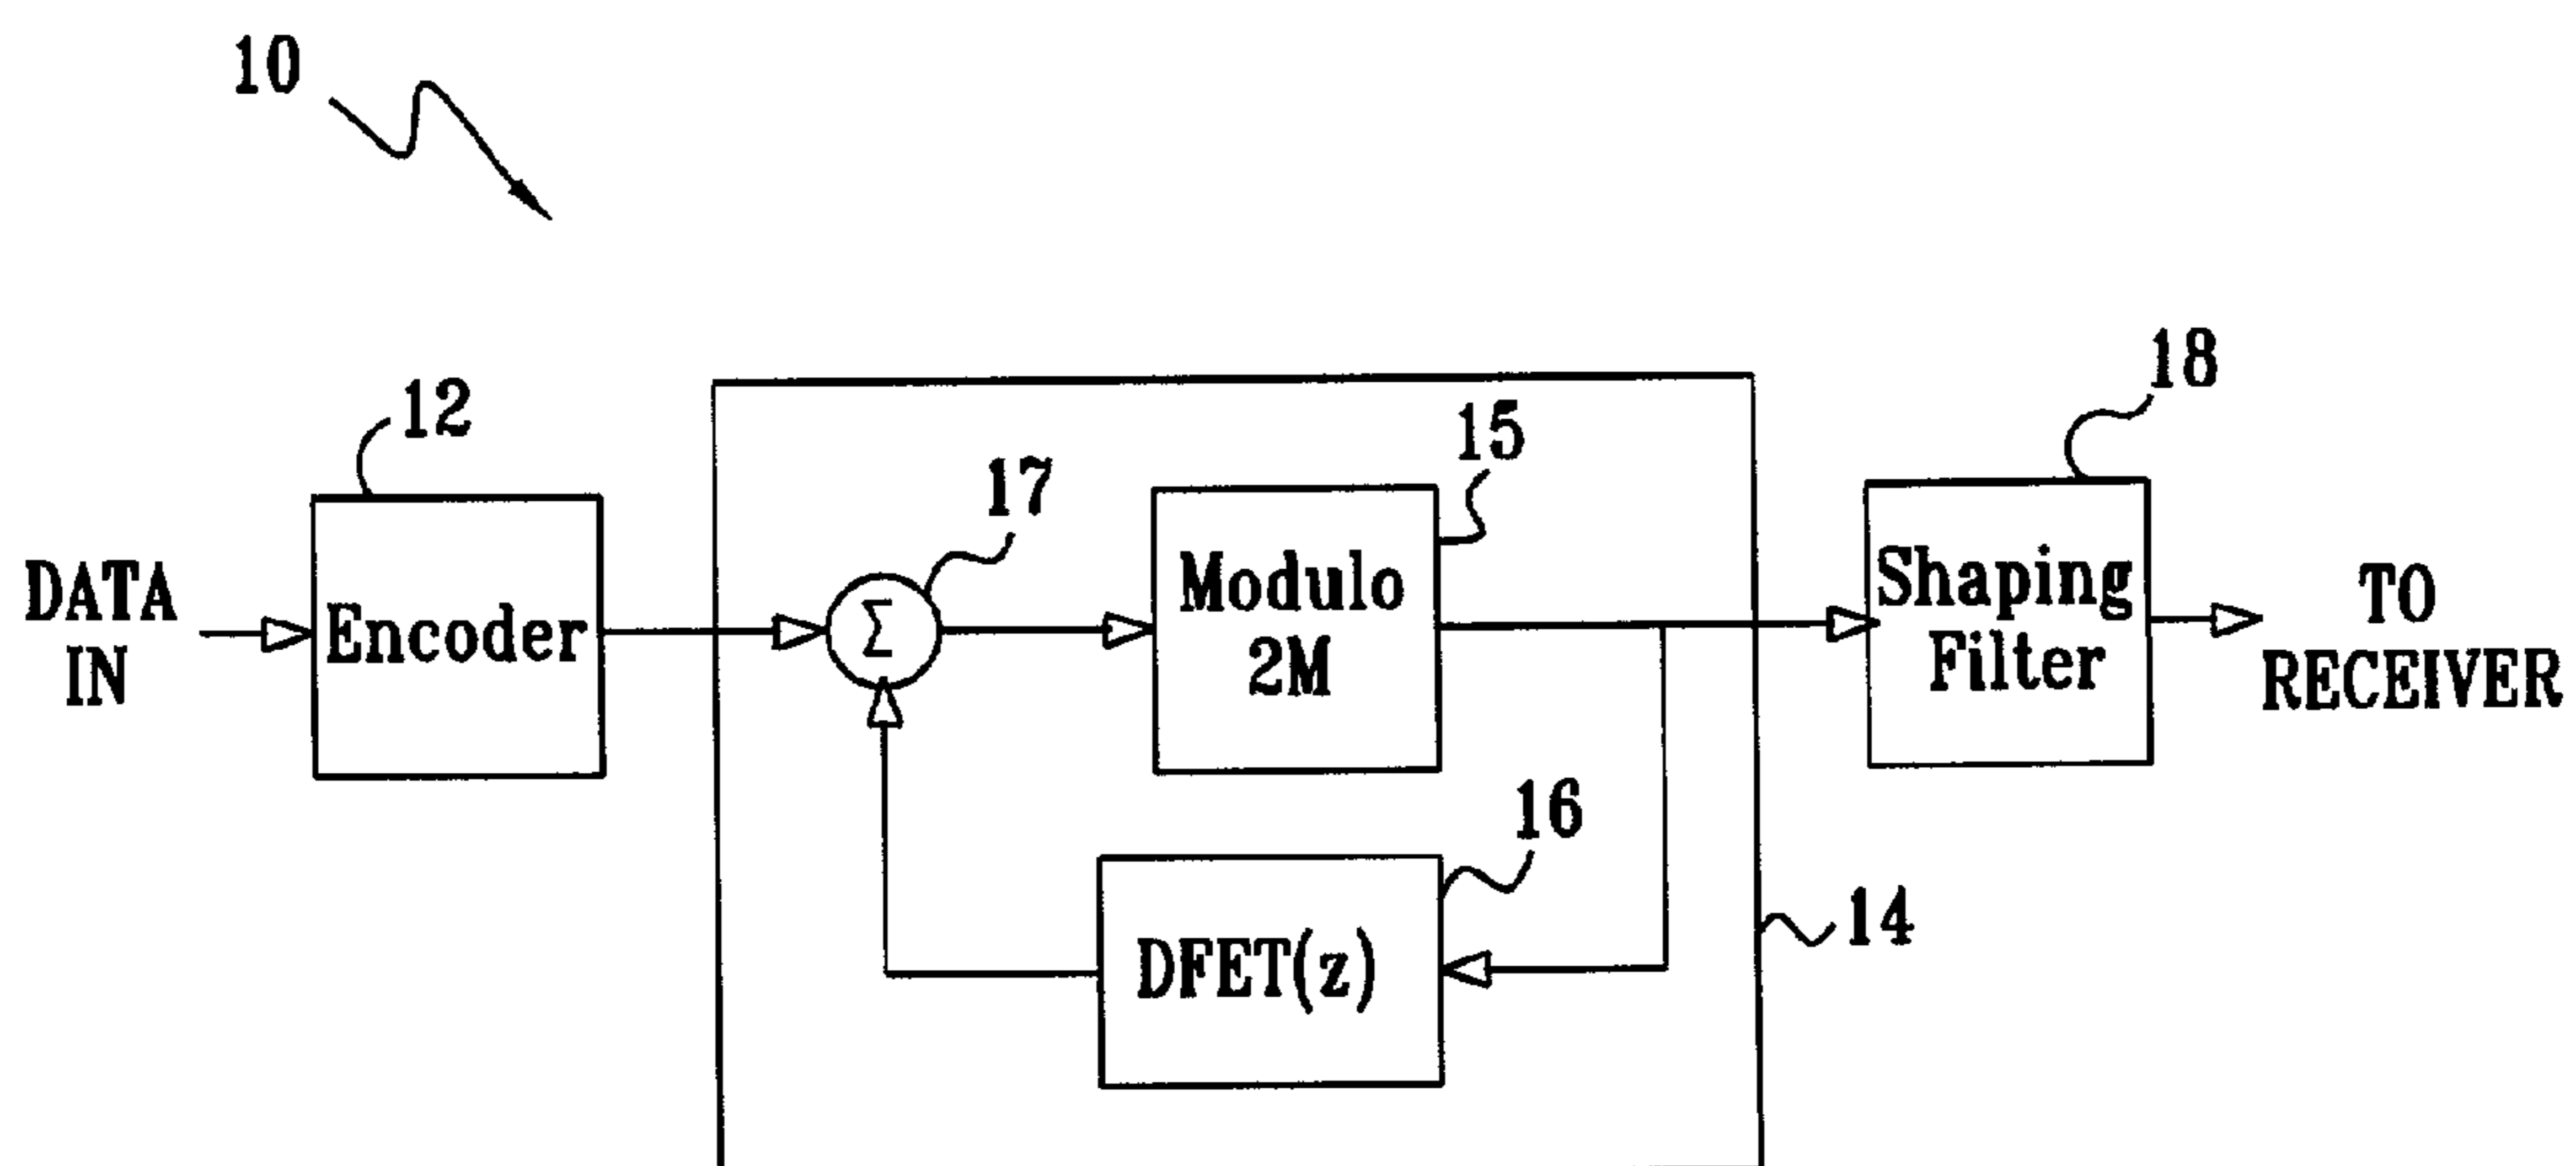 10
12
17
15
18
DATA
IN
Encoder
Σ
Modulo
2M
Shaping
Filter
TO
RECEIVER
16
DFET(z)
14